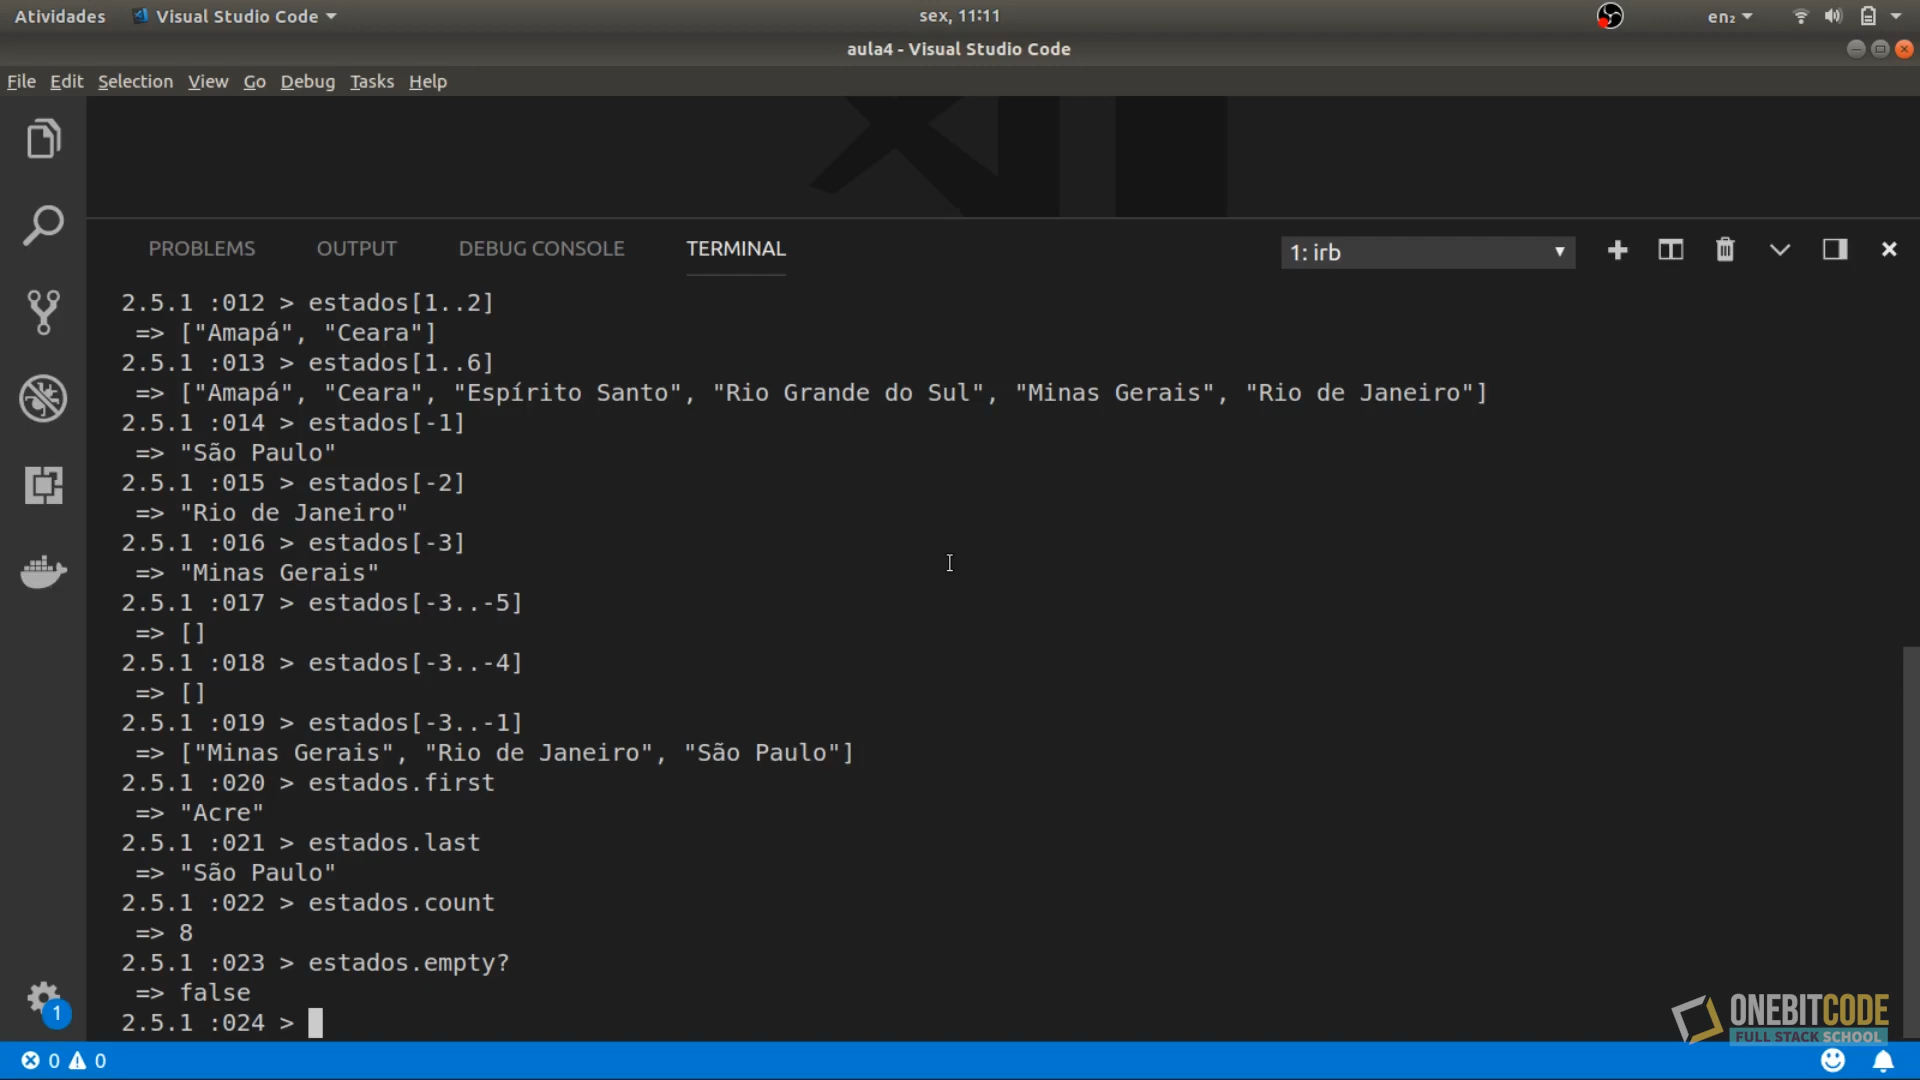 Atividades Visual Studio Code sex, 11:11 en₂
aula4 - Visual Studio Code
File Edit Selection View Go Debug Tasks Help
PROBLEMS OUTPUT DEBUG CONSOLE TERMINAL 1: irb
2.5.1 :012 > estados[1..2]
=> ["Amapá", "Ceara"]
2.5.1 :013 > estados[1..6]
=> ["Amapá", "Ceara", "Espírito Santo", "Rio Grande do Sul", "Minas Gerais", "Rio de Janeiro"]
2.5.1 :014 > estados[-1]
=> "São Paulo"
2.5.1 :015 > estados[-2]
=> "Rio de Janeiro"
2.5.1 :016 > estados[-3]
=> "Minas Gerais"
2.5.1 :017 > estados[-3..-5]
=> []
2.5.1 :018 > estados[-3..-4]
=> []
2.5.1 :019 > estados[-3..-1]
=> ["Minas Gerais", "Rio de Janeiro", "São Paulo"]
2.5.1 :020 > estados.first
=> "Acre"
2.5.1 :021 > estados.last
=> "São Paulo"
2.5.1 :022 > estados.count
=> 8
2.5.1 :023 > estados.empty?
=> false
2.5.1 :024 >
1
ONEBITCODE
FULL STACK SCHOOL
0 0